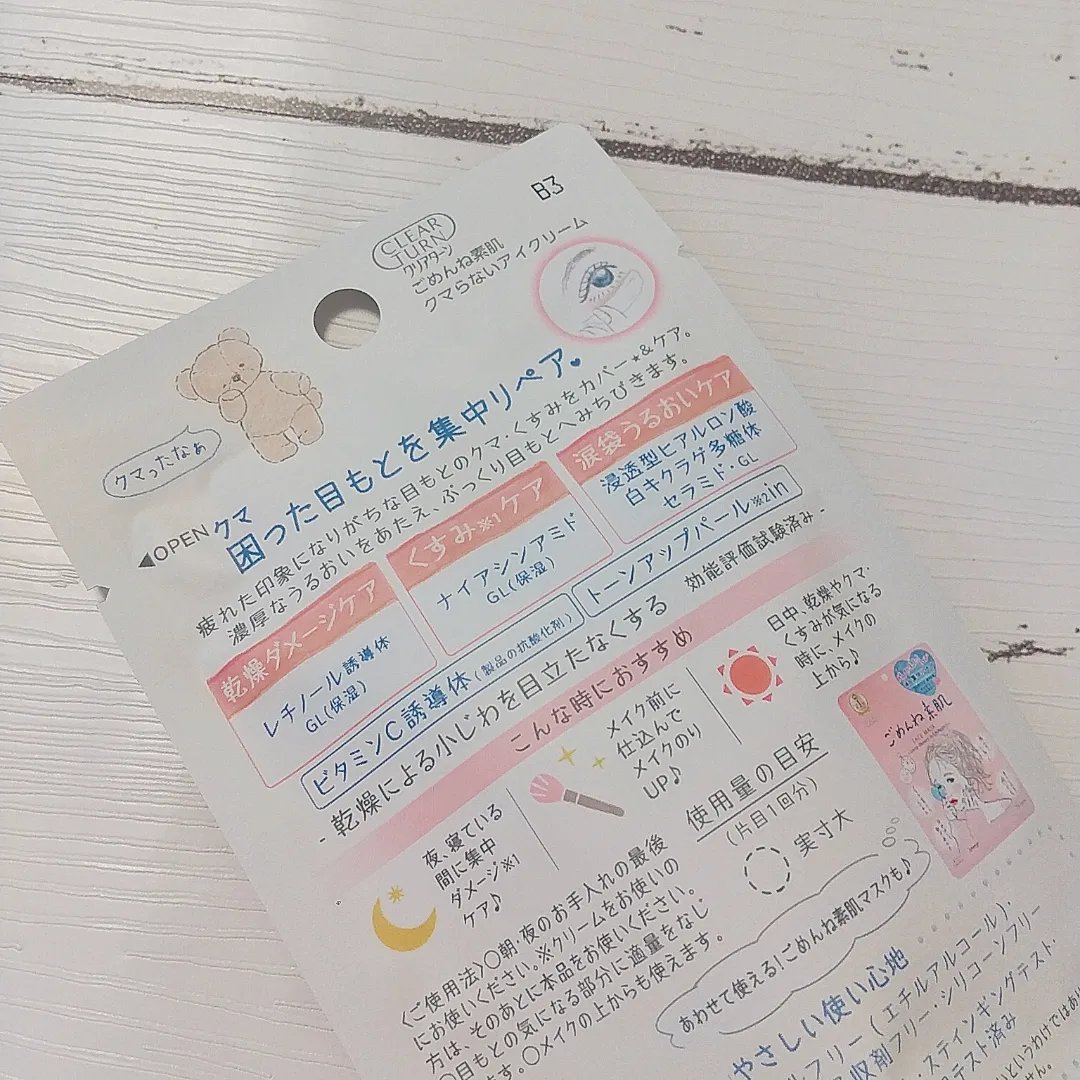 B3
CLEAR
TURN
クリアターン
ごめんね素肌
クマらないアイクリーム
クマったなぁ
◀OPEN
クマ
困った目もとを集中リペア♥
疲れた印象になりがちな目もとのクマ・くすみをカバー★&ケア。
濃厚なうるおいをあたえ、ぷっくり目もとへみちびきます。
乾燥ダメージケア
レチノール誘導体
GL(保湿)
くすみ※1ケア
ナイアシンアミド
GL(保湿)
涙袋うるおいケア
浸透型ヒアルロン酸
白キクラゲ多糖体
セラミド・GL
ビタミンC誘導体(製品の抗酸化剤)
トーンアップパール※2in
- 乾燥による小じわを目立たなくする 効能評価試験済み -
こんな時におすすめ
夜、寝ている
間に集中
ダメージ※1
ケア♪
メイク前に
仕込んで
メイクのり
UP♪
日中、乾燥やクマ・
くすみが気になる
時に、メイクの
上から♪
使用量の目安
(片目1回分)
実寸大
ごめんね素肌
あわせて使える!ごめんね素肌マスクも♪
〈ご使用法〉○朝・夜のお手入れの最後
にお使いください。※クリームをお使いの
方は、そのあとに本品をお使いください。
○目もとの気になる部分に適量をなじ
ます。○メイクの上からも使えます。
やさしい使い心地
ルフリー(エチルアルコール)・
収剤フリー・シリコーンフリー
・スティンギングテスト・
テスト済み
いというわけではあ
せん。